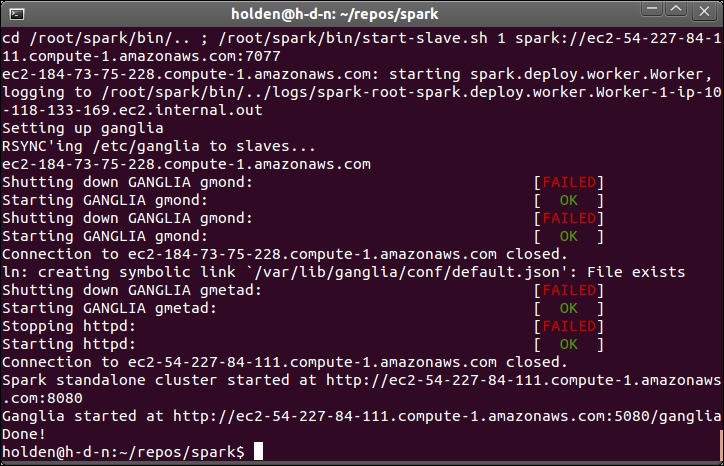 holden@h-d-n: ~/repos/spark
cd /root/spark/bin/.. ; /root/spark/bin/start-slave.sh 1 spark://ec2-54-227-84-1
11.compute-1.amazonaws.com:7077
ec2-184-73-75-228.compute-1.amazonaws.com: starting spark.deploy.worker.Worker,
logging to /root/spark/bin/../logs/spark-root-spark.deploy.worker.Worker-1-ip-10
-118-133-169.ec2.internal.out
Setting up ganglia
RSYNC'ing /etc/ganglia to slaves...
ec2-184-73-75-228.compute-1.amazonaws.com
Shutting down GANGLIA gmond: [FAILED]
Starting GANGLIA gmond: [ OK ]
Shutting down GANGLIA gmond: [FAILED]
Starting GANGLIA gmond: [ OK ]
Connection to ec2-184-73-75-228.compute-1.amazonaws.com closed.
ln: creating symbolic link `/var/lib/ganglia/conf/default.json': File exists
Shutting down GANGLIA gmetad: [FAILED]
Starting GANGLIA gmetad: [ OK ]
Stopping httpd: [FAILED]
Starting httpd: [ OK ]
Connection to ec2-54-227-84-111.compute-1.amazonaws.com closed.
Spark standalone cluster started at http://ec2-54-227-84-111.compute-1.amazonaws
.com:8080
Ganglia started at http://ec2-54-227-84-111.compute-1.amazonaws.com:5080/ganglia
Done!
holden@h-d-n:~/repos/spark$